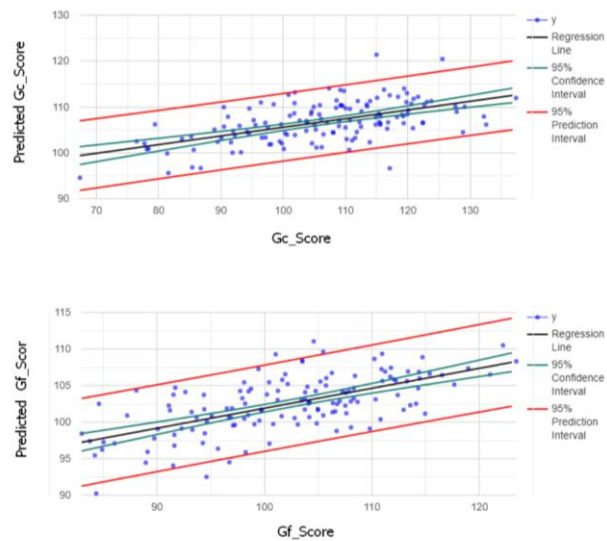 130
120
110
100
90
Predicted Gc_Score
70
80
90
100
110
120
130
Gc_Score
y
Regression
Line
95%
Confidence
Interval
95%
Prediction
Interval
115
110
105
100
95
90
Predicted Gf_Scor
90
100
110
120
Gf_Score
y
Regression
Line
95%
Confidence
Interval
95%
Prediction
Interval